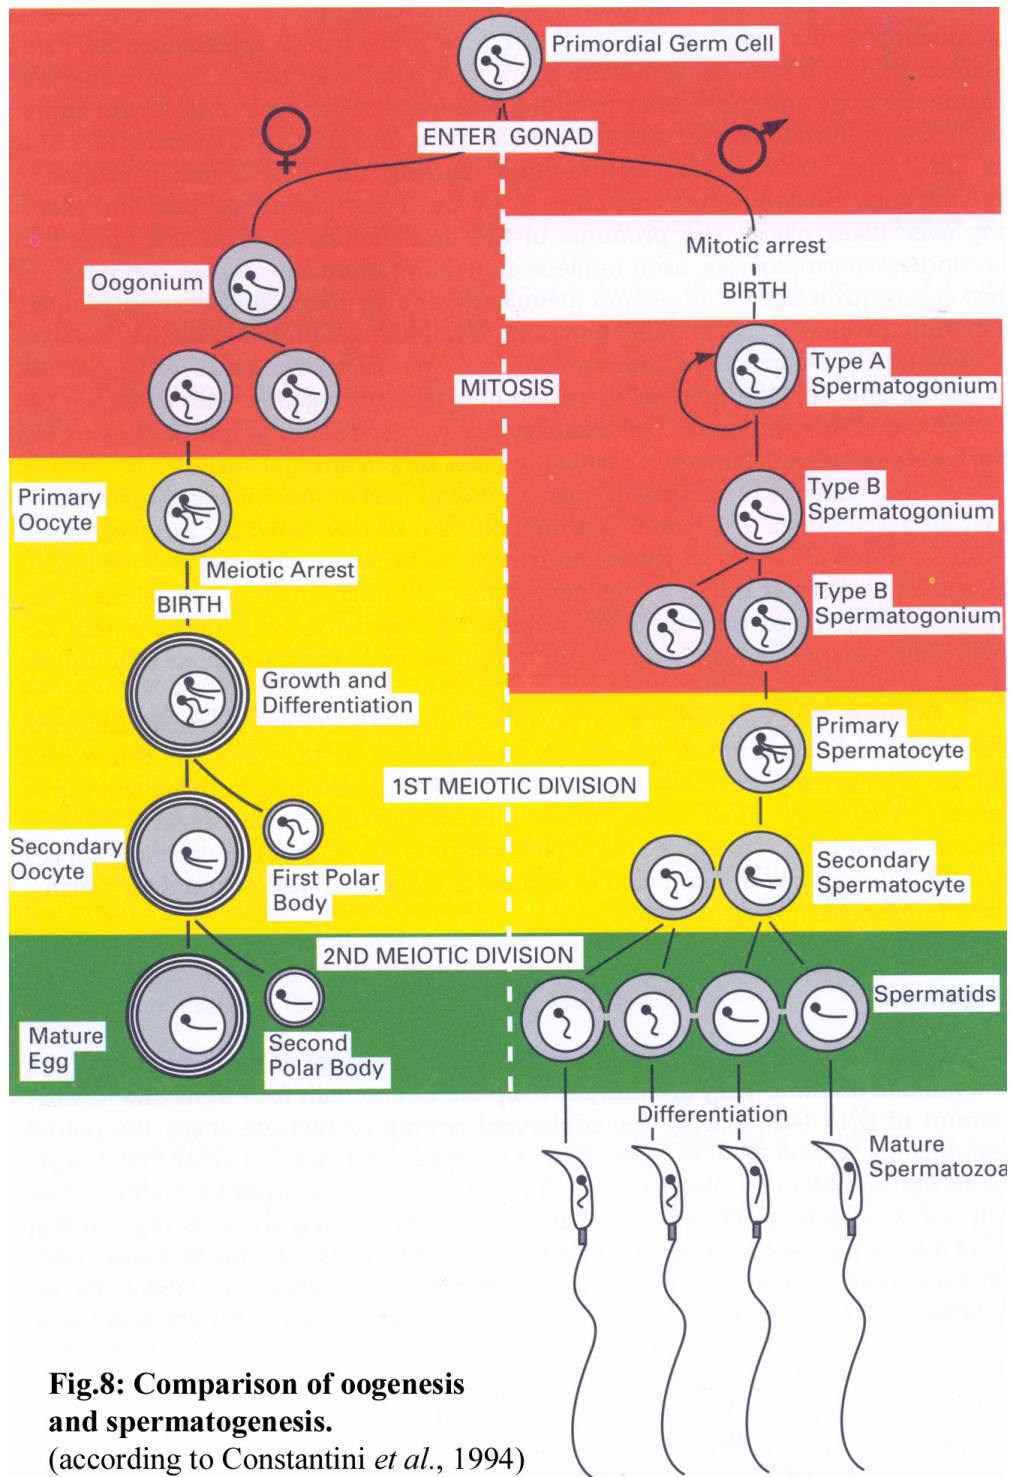 Primordial Germ Cell
ENTER GONAD
Mitotic arrest
BIRTH
Oogonium
MITOSIS
Type A
Spermatogonium
Primary
Oocyte
Type B
Spermatogonium
Meiotic Arrest
BIRTH
Type B
Spermatogonium
Growth and
Differentiation
Primary
Spermatocyte
1ST MEIOTIC DIVISION
Secondary
Oocyte
First Polar
Body
Secondary
Spermatocyte
2ND MEIOTIC DIVISION
Spermatids
Mature
Egg
Second
Polar Body
Differentiation
Mature
Spermatozoa
Fig.8: Comparison of oogenesis
and spermatogenesis.
(according to Constantini et al., 1994)